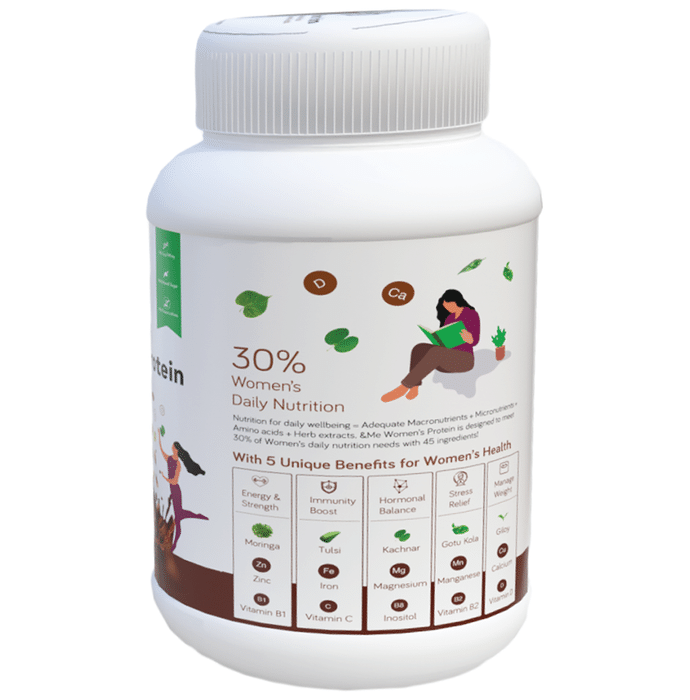 otein
D
Ca
30%
Women's
Daily Nutrition
Nutrition for daily wellbeing = Adequate Macronutrients + Micronutrients +
Amino acids + Herb extracts. &Me Women's Protein is designed to meet
30% of Women's daily nutrition needs with 45 ingredients!
With 5 Unique Benefits for Women's Health
Energy &
Strength
Moringa
Zn
Zinc
B1
Vitamin B1
Immunity
Boost
Tulsi
Fe
Iron
C
Vitamin C
Hormonal
Balance
Kachnar
Mg
Magnesium
B8
Inositol
Stress
Relief
Gotu Kola
Mn
Manganese
B2
Vitamin B2
Manage
Weight
Giloy
Ca
Calcium
D
Vitamin D